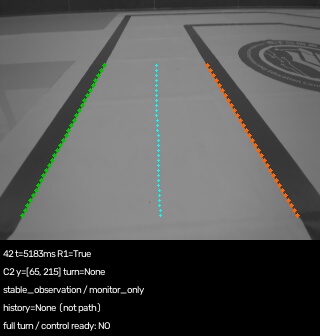 42 t=5183ms R1=True
C2 y=[65, 215] turn=None
stable_observation / monitor_only
history=None (not path)
full turn / control ready: NO